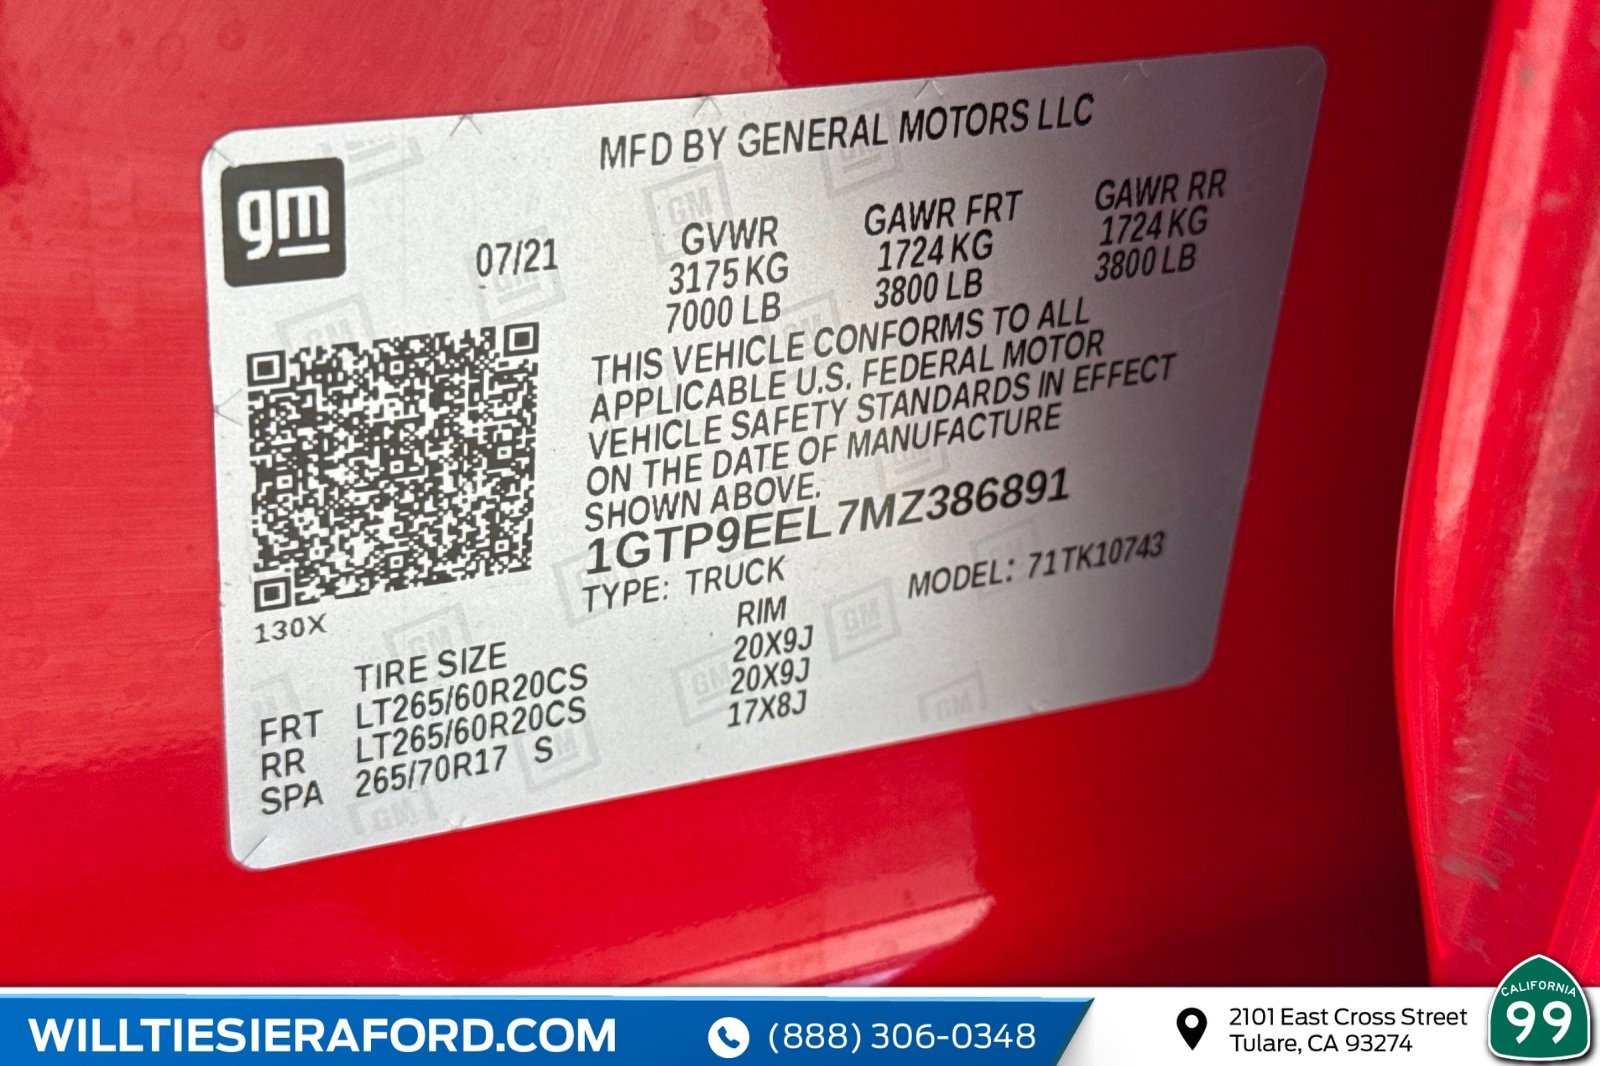 MFD BY GENERAL MOTORS LLC
gm
07/21
GVWR
3175 KG
7000 LB
GAWR FRT
1724 KG
3800 LB
GAWR RR
1724 KG
3800 LB
THIS VEHICLE CONFORMS TO ALL
APPLICABLE U.S. FEDERAL MOTOR
VEHICLE SAFETY STANDARDS IN EFFECT
ON THE DATE OF MANUFACTURE
SHOWN ABOVE.
1GTP9EEL7MZ386891
TYPE: TRUCK
MODEL: 71TK10743
130X
TIRE SIZE RIM
FRT LT265/60R20CS 20X9J
RR LT265/60R20CS 20X9J
SPA 265/70R17 S 17X8J
WILLTIESIERAFORD.COM
(888) 306-0348
2101 East Cross Street
Tulare, CA 93274
CALIFORNIA
99